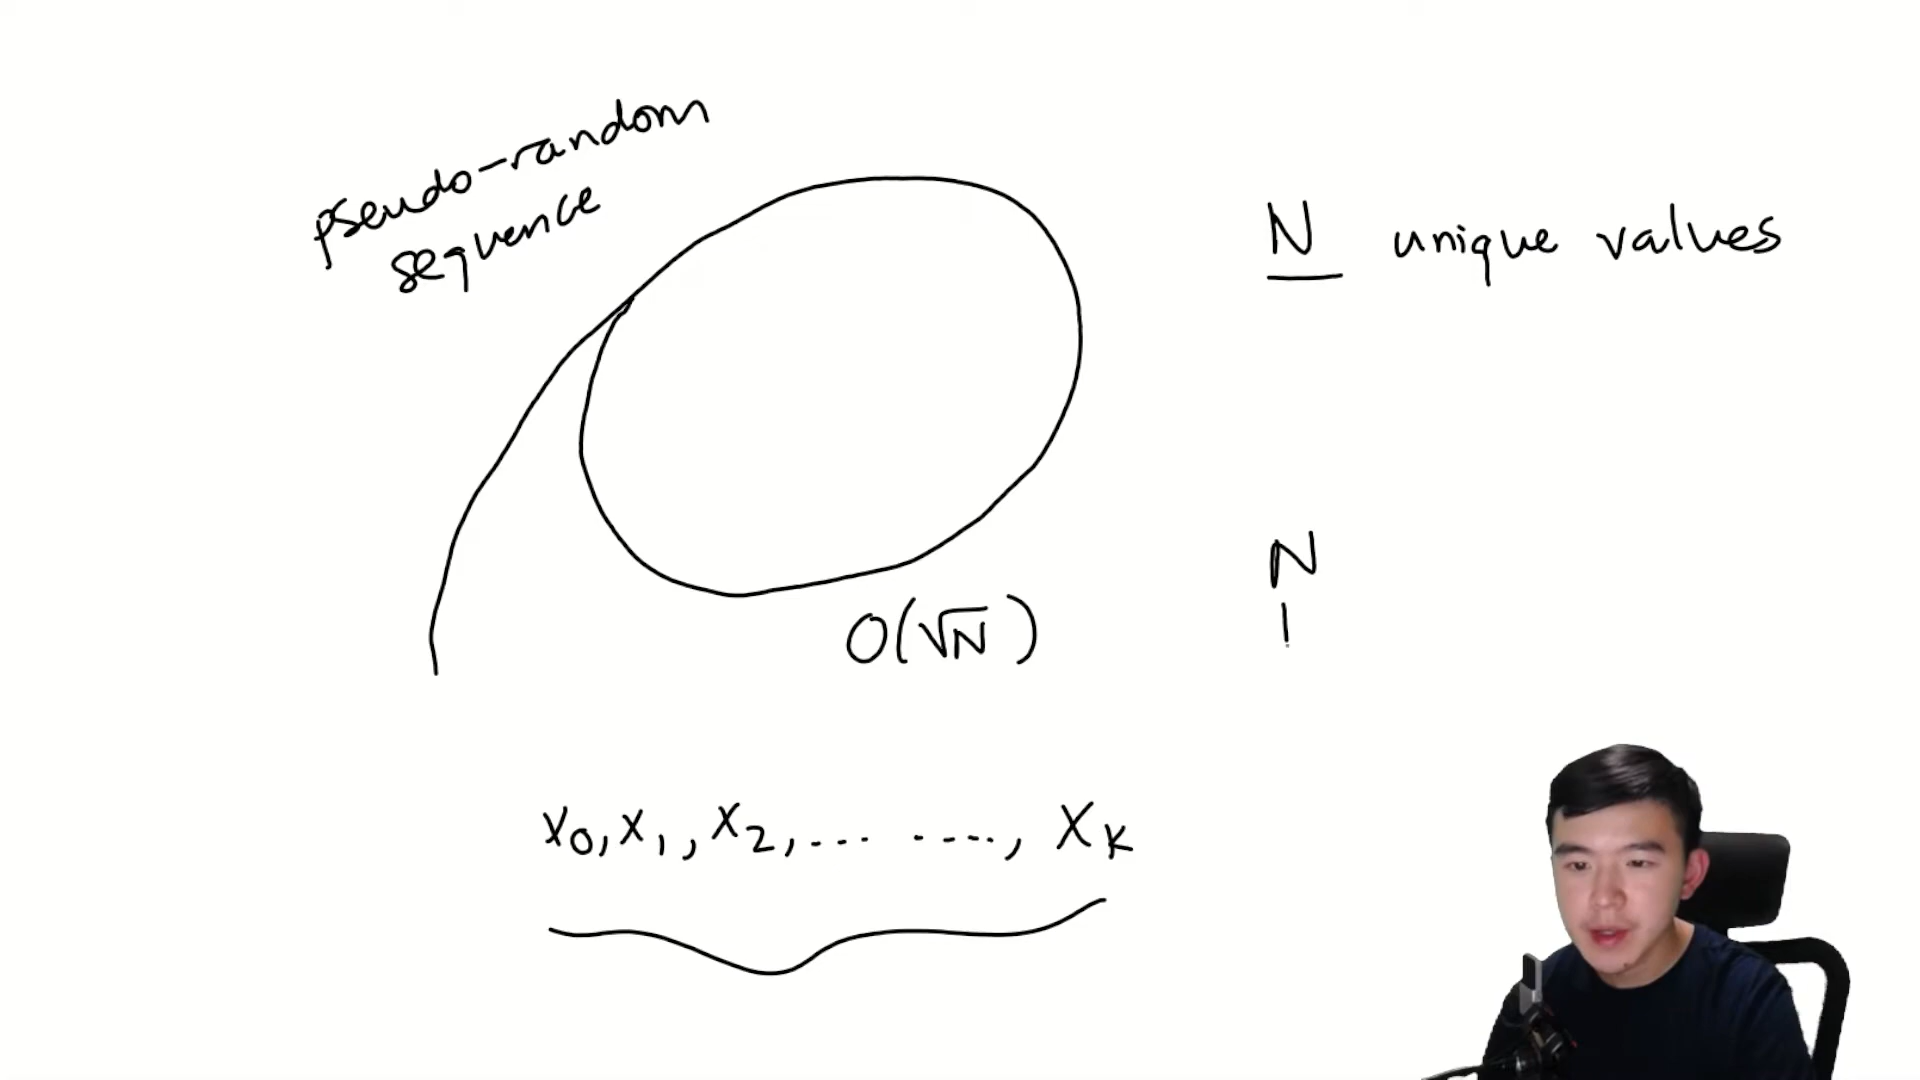 pseudo-random
sequence
N unique values
O(√N)
N
x₀, x₁, x₂, ... ...., xₖ